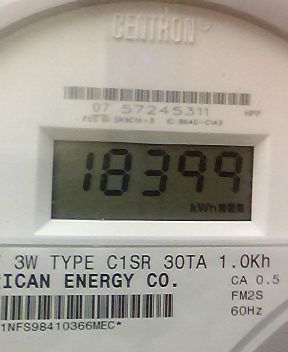 CENTRON®
07 57245311
18399
kWh
3W TYPE C1SR 30TA 1.0Kh
RICAN ENERGY CO. CA 0.5
FM2S
60Hz
1NFS98410366MEC*